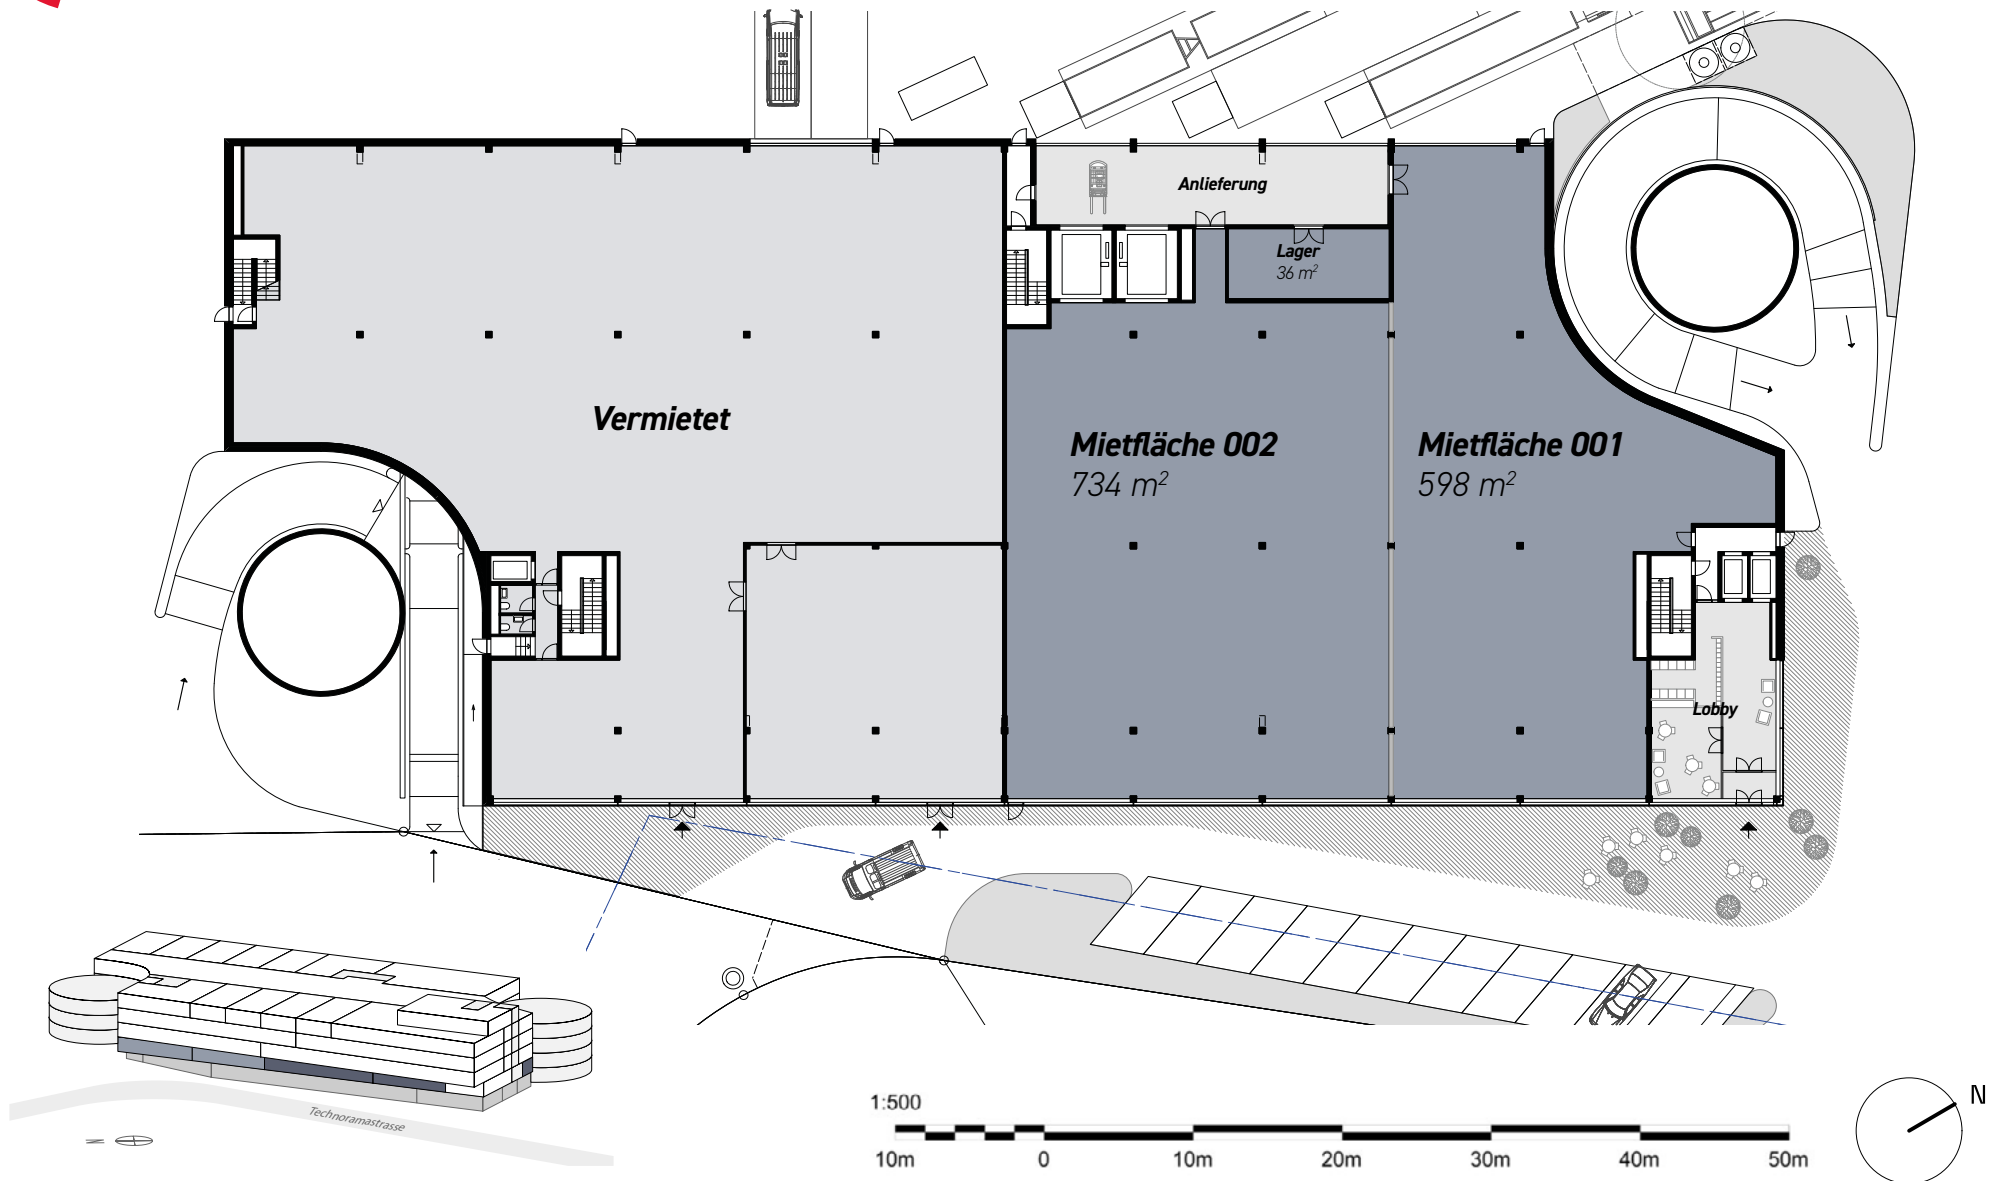 Anlieferung
Lager
36 m²
Vermietet
Mietfläche 002
734 m²
Mietfläche 001
598 m²
Lobby
Technoramastrasse
N
1:500
10m 0 10m 20m 30m 40m 50m
N